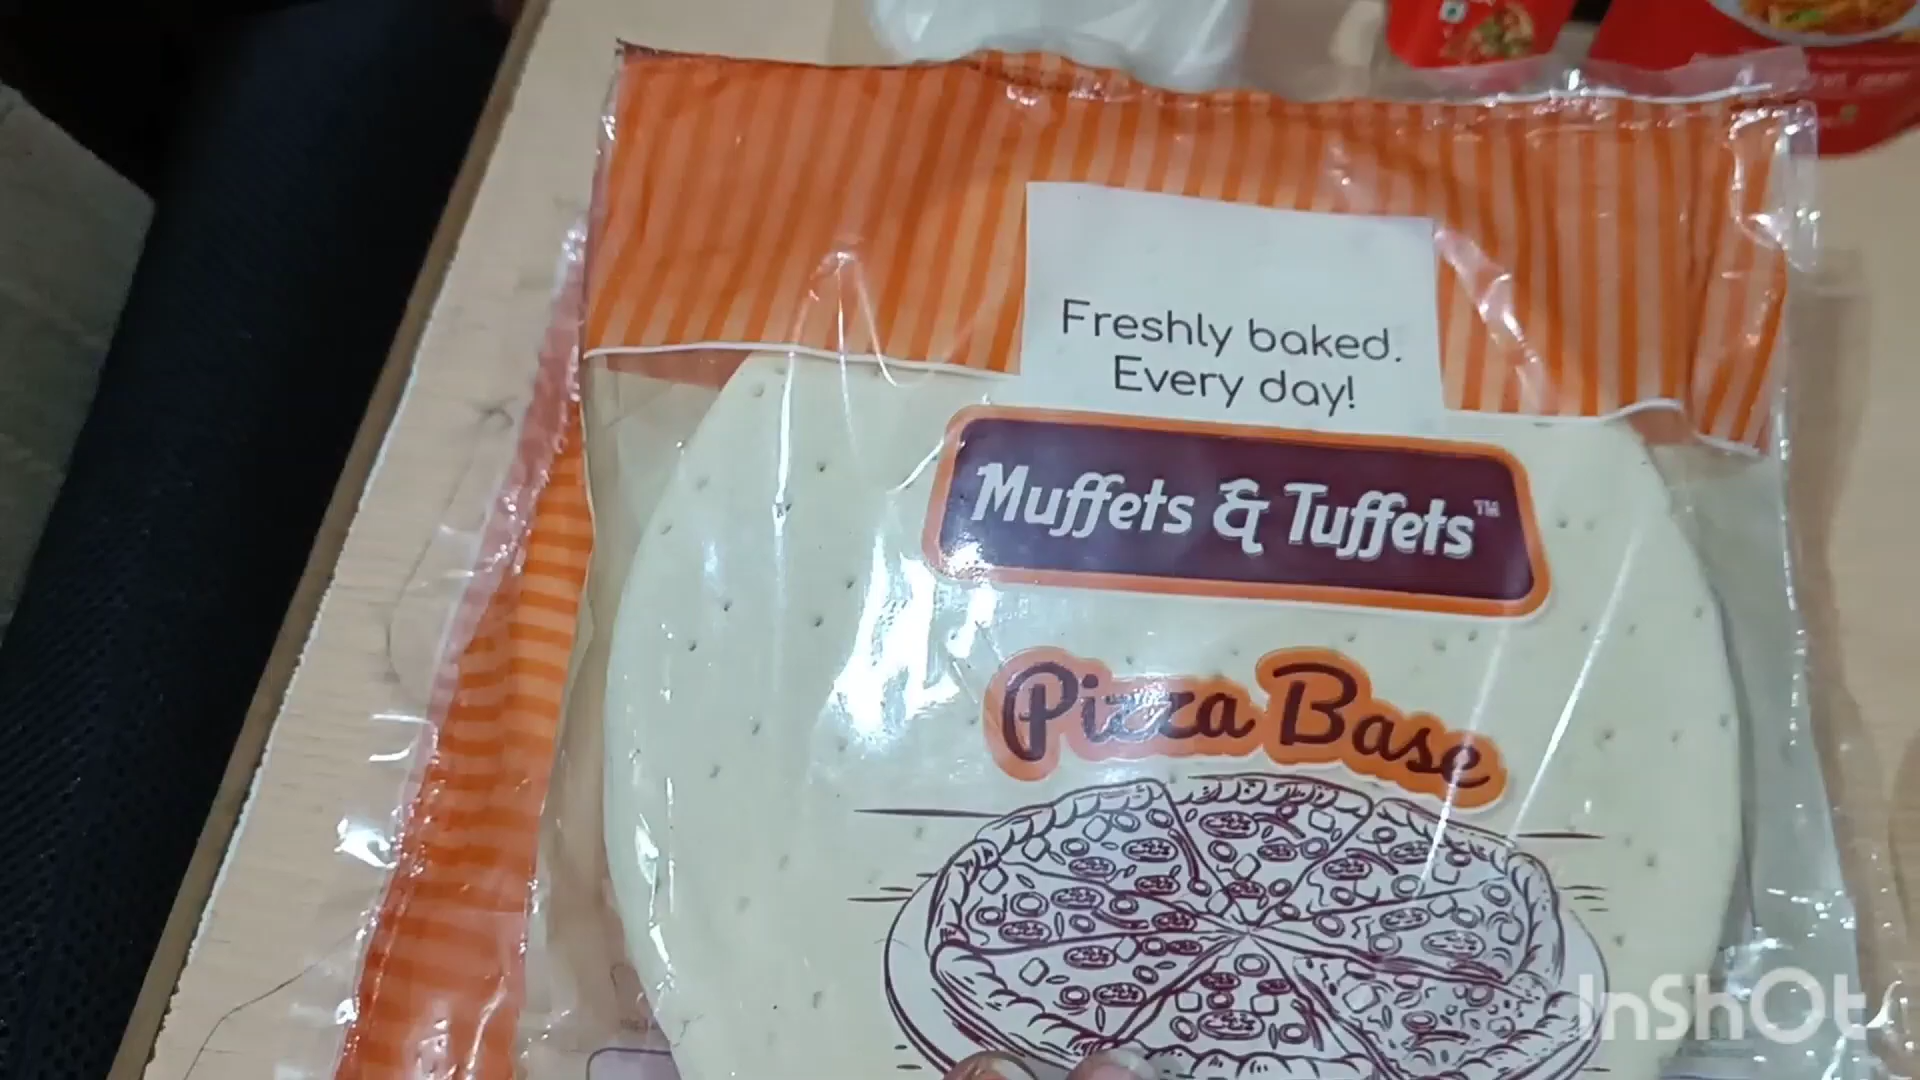 Freshly baked.
Every day!
Muffets & Tuffets™
Pizza Base
InShOt